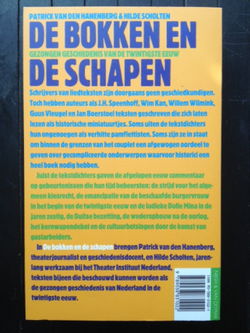 PATRICK VAN DEN HANENBERG & HILDE SCHOLTEN
DE BOKKEN EN
GEZONGEN GESCHIEDENIS VAN DE TWINTIGSTE EEUW
DE SCHAPEN
Schrijvers van liedteksten zijn doorgaans geen geschiedkundigen.
Toch hebben auteurs als J.H. Speenhoff, Wim Kan, Willem Wilmink,
Guus Vleugel en Jan Boerstoel teksten geschreven die zich laten
lezen als historische miniatuurtjes. Soms uiten de tekstdichters
hun ongenoegen als verhitte pamflettisten. Soms zijn ze in staat
om binnen de grenzen van het couplet een afgewogen oordeel te
geven over gecompliceerde onderwerpen waarvoor historici een
heel boek nodig hebben.
Juist de tekstdichters gaven de afgelopen eeuw commentaar
op gebeurtenissen die hun tijd beheersten: de strijd voor het alge-
meen kiesrecht, de emancipatie van de beschaafde burgervrouw
in het begin van de twintigste eeuw en de ludieke Dolle Mina in de
jaren zestig, de Duitse bezetting, de wederopbouw na de oorlog,
het kernwapendebat en de cultuurbotsingen door de komst van
gastarbeiders.
In De bokken en de schapen brengen Patrick van den Hanenberg,
theaterjournalist en geschiedenisdocent, en Hilde Scholten, jaren-
lang werkzaam bij het Theater Instituut Nederland,
teksten bijeen die beschouwd kunnen worden als
de gezongen geschiedenis van Nederland in de
twintigste eeuw.